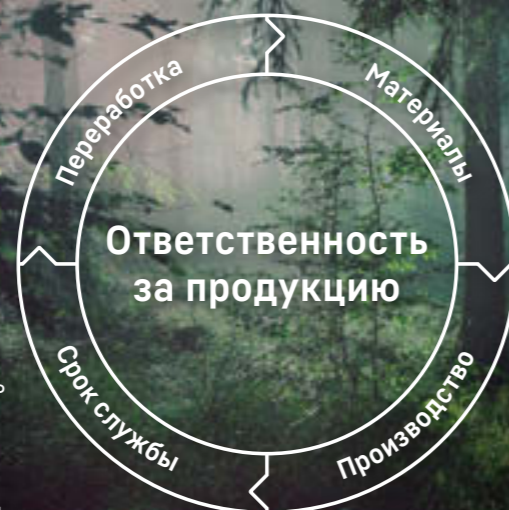 Переработка
Материалы
Ответственность
за продукцию
Срок службы
Производство